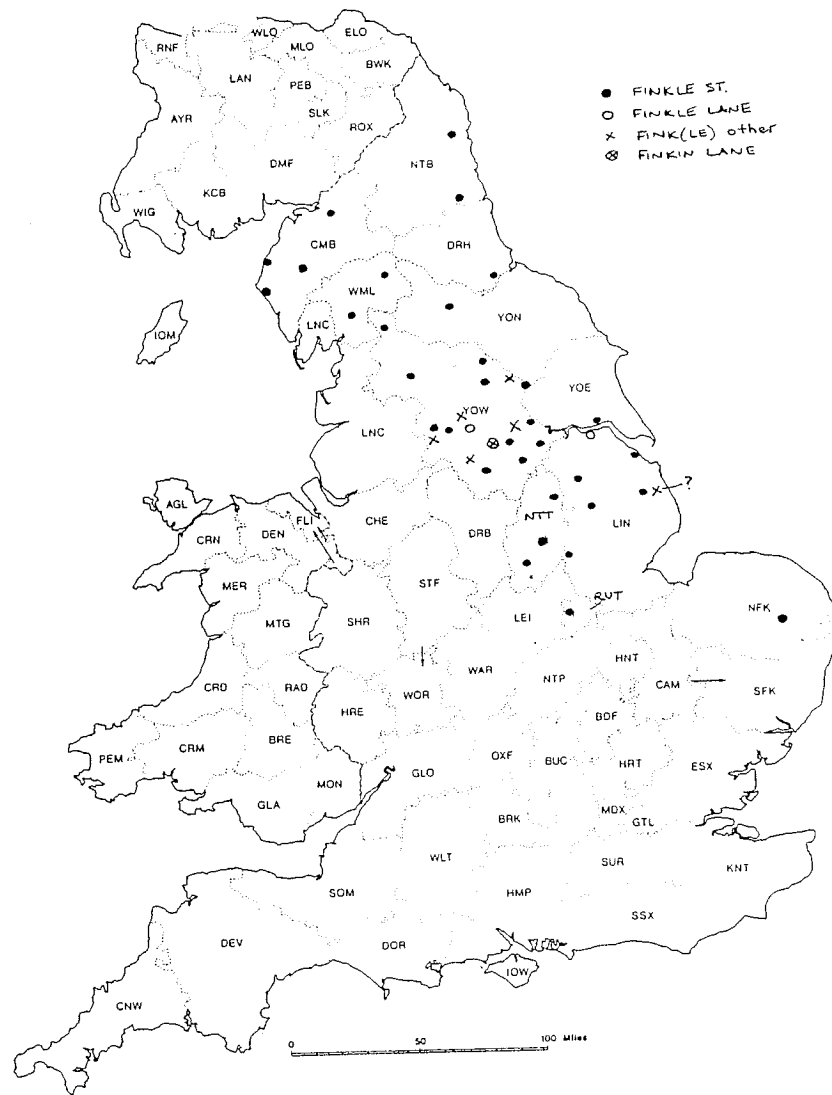 WLO ELO
RNF MLO
LAN BWK
PEB
● FINKLE ST.
○ FINKLE LANE
× FINK(LE) other
⊗ FINKIN LANE
AYR SLK ROX
DMF NTB
KCB
WIG
CMB DRH
WML
LNC YON
IOM
YOE
YOW
LNC
?
AGL
FLI CHE NTT
CRN DEN DRB LIN
MER STF
RUT
MTG SHR LEI NFK
WAR HNT
CRD RAD WOR NTP CAM SFK
HRE BDF
PEM CRM BRE
GLO OXF BUC HRT ESX
MON
GLA MDX
BRK GTL
WLT SUR KNT
SOM HMP
SSX
DEV DOR
IOW
CNW
0 50 100 Miles